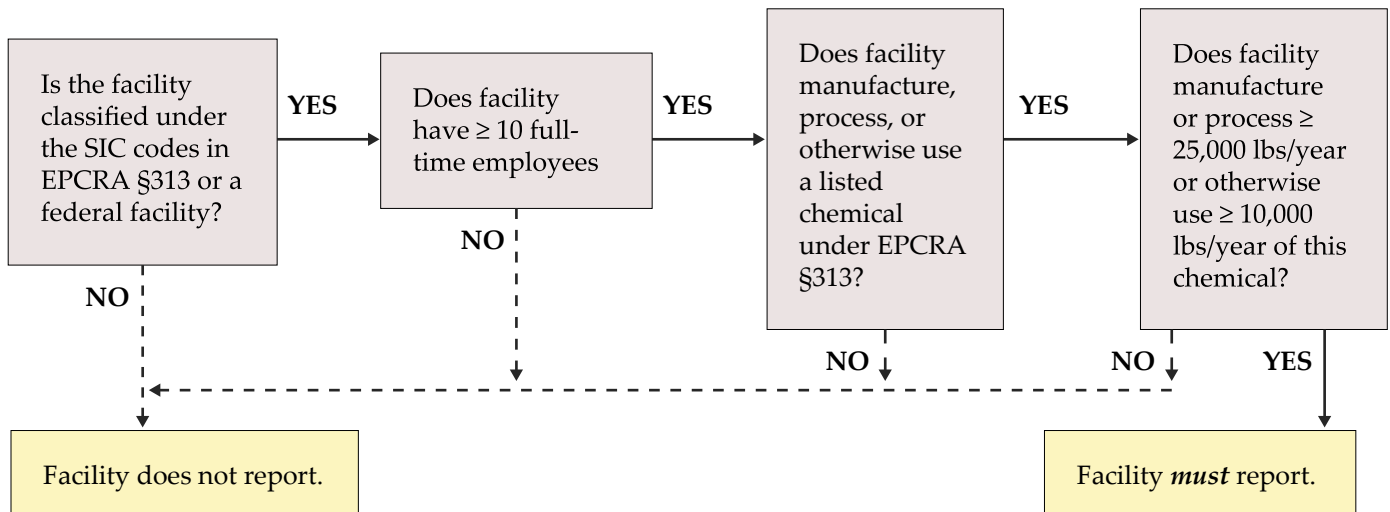 Is the facility
classified under
the SIC codes in
EPCRA §313 or a
federal facility?
YES
NO
Does facility
have ≥ 10 full-
time employees
YES
NO
Does facility
manufacture,
process, or
otherwise use
a listed
chemical
under EPCRA
§313?
YES
NO
Does facility
manufacture
or process ≥
25,000 lbs/year
or otherwise
use ≥ 10,000
lbs/year of this
chemical?
NO
YES
Facility does not report.
Facility must report.